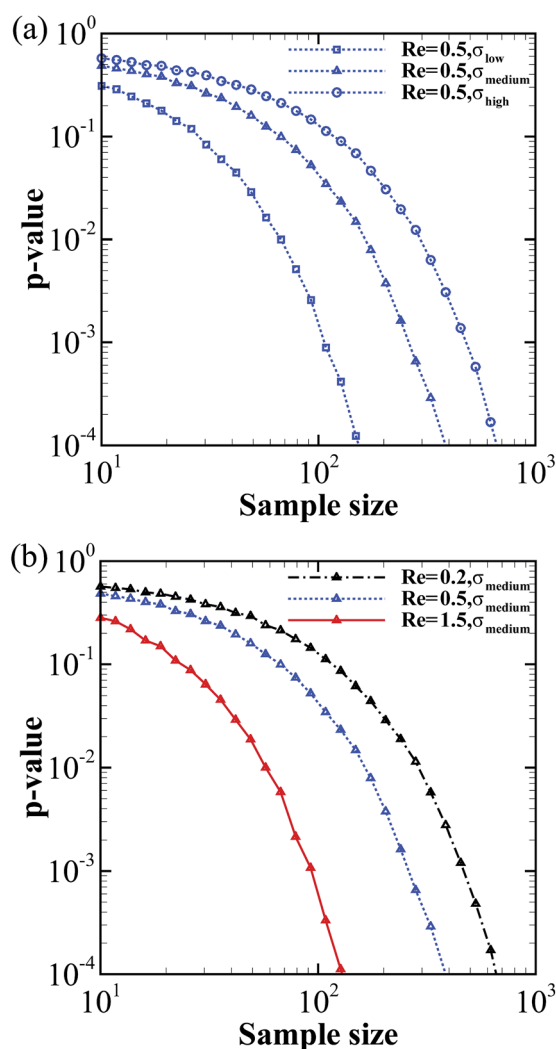 (a)
10^0
Re=0.5,σ_low
Re=0.5,σ_medium
Re=0.5,σ_high
10^-1
10^-2
10^-3
10^-4
p-value
10^1 10^2 10^3
Sample size
(b)
10^0
Re=0.2,σ_medium
Re=0.5,σ_medium
Re=1.5,σ_medium
10^-1
10^-2
10^-3
10^-4
p-value
10^1 10^2 10^3
Sample size